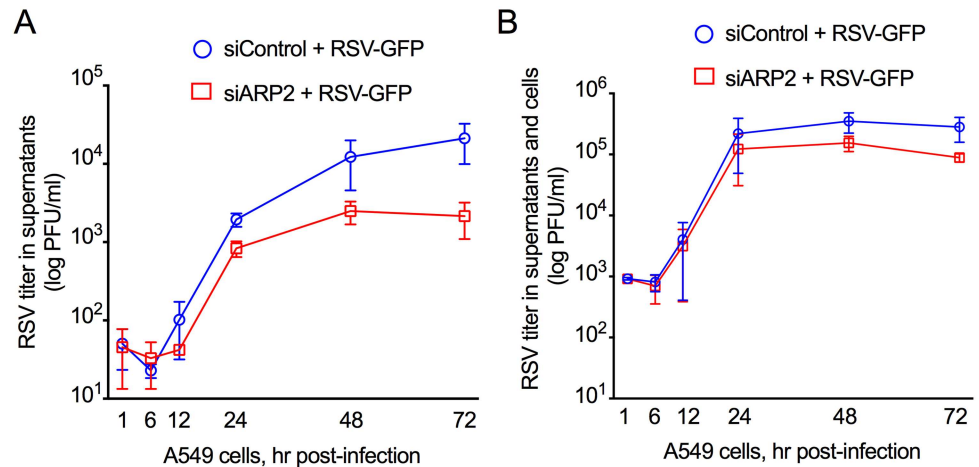 A
siControl + RSV-GFP
siARP2 + RSV-GFP
RSV titer in supernatants
(log PFU/ml)
10^5
10^4
10^3
10^2
10^1
1 6 12 24 48 72
A549 cells, hr post-infection
B
siControl + RSV-GFP
siARP2 + RSV-GFP
RSV titer in supernatants and cells
(log PFU/ml)
10^6
10^5
10^4
10^3
10^2
10^1
1 6 12 24 48 72
A549 cells, hr post-infection